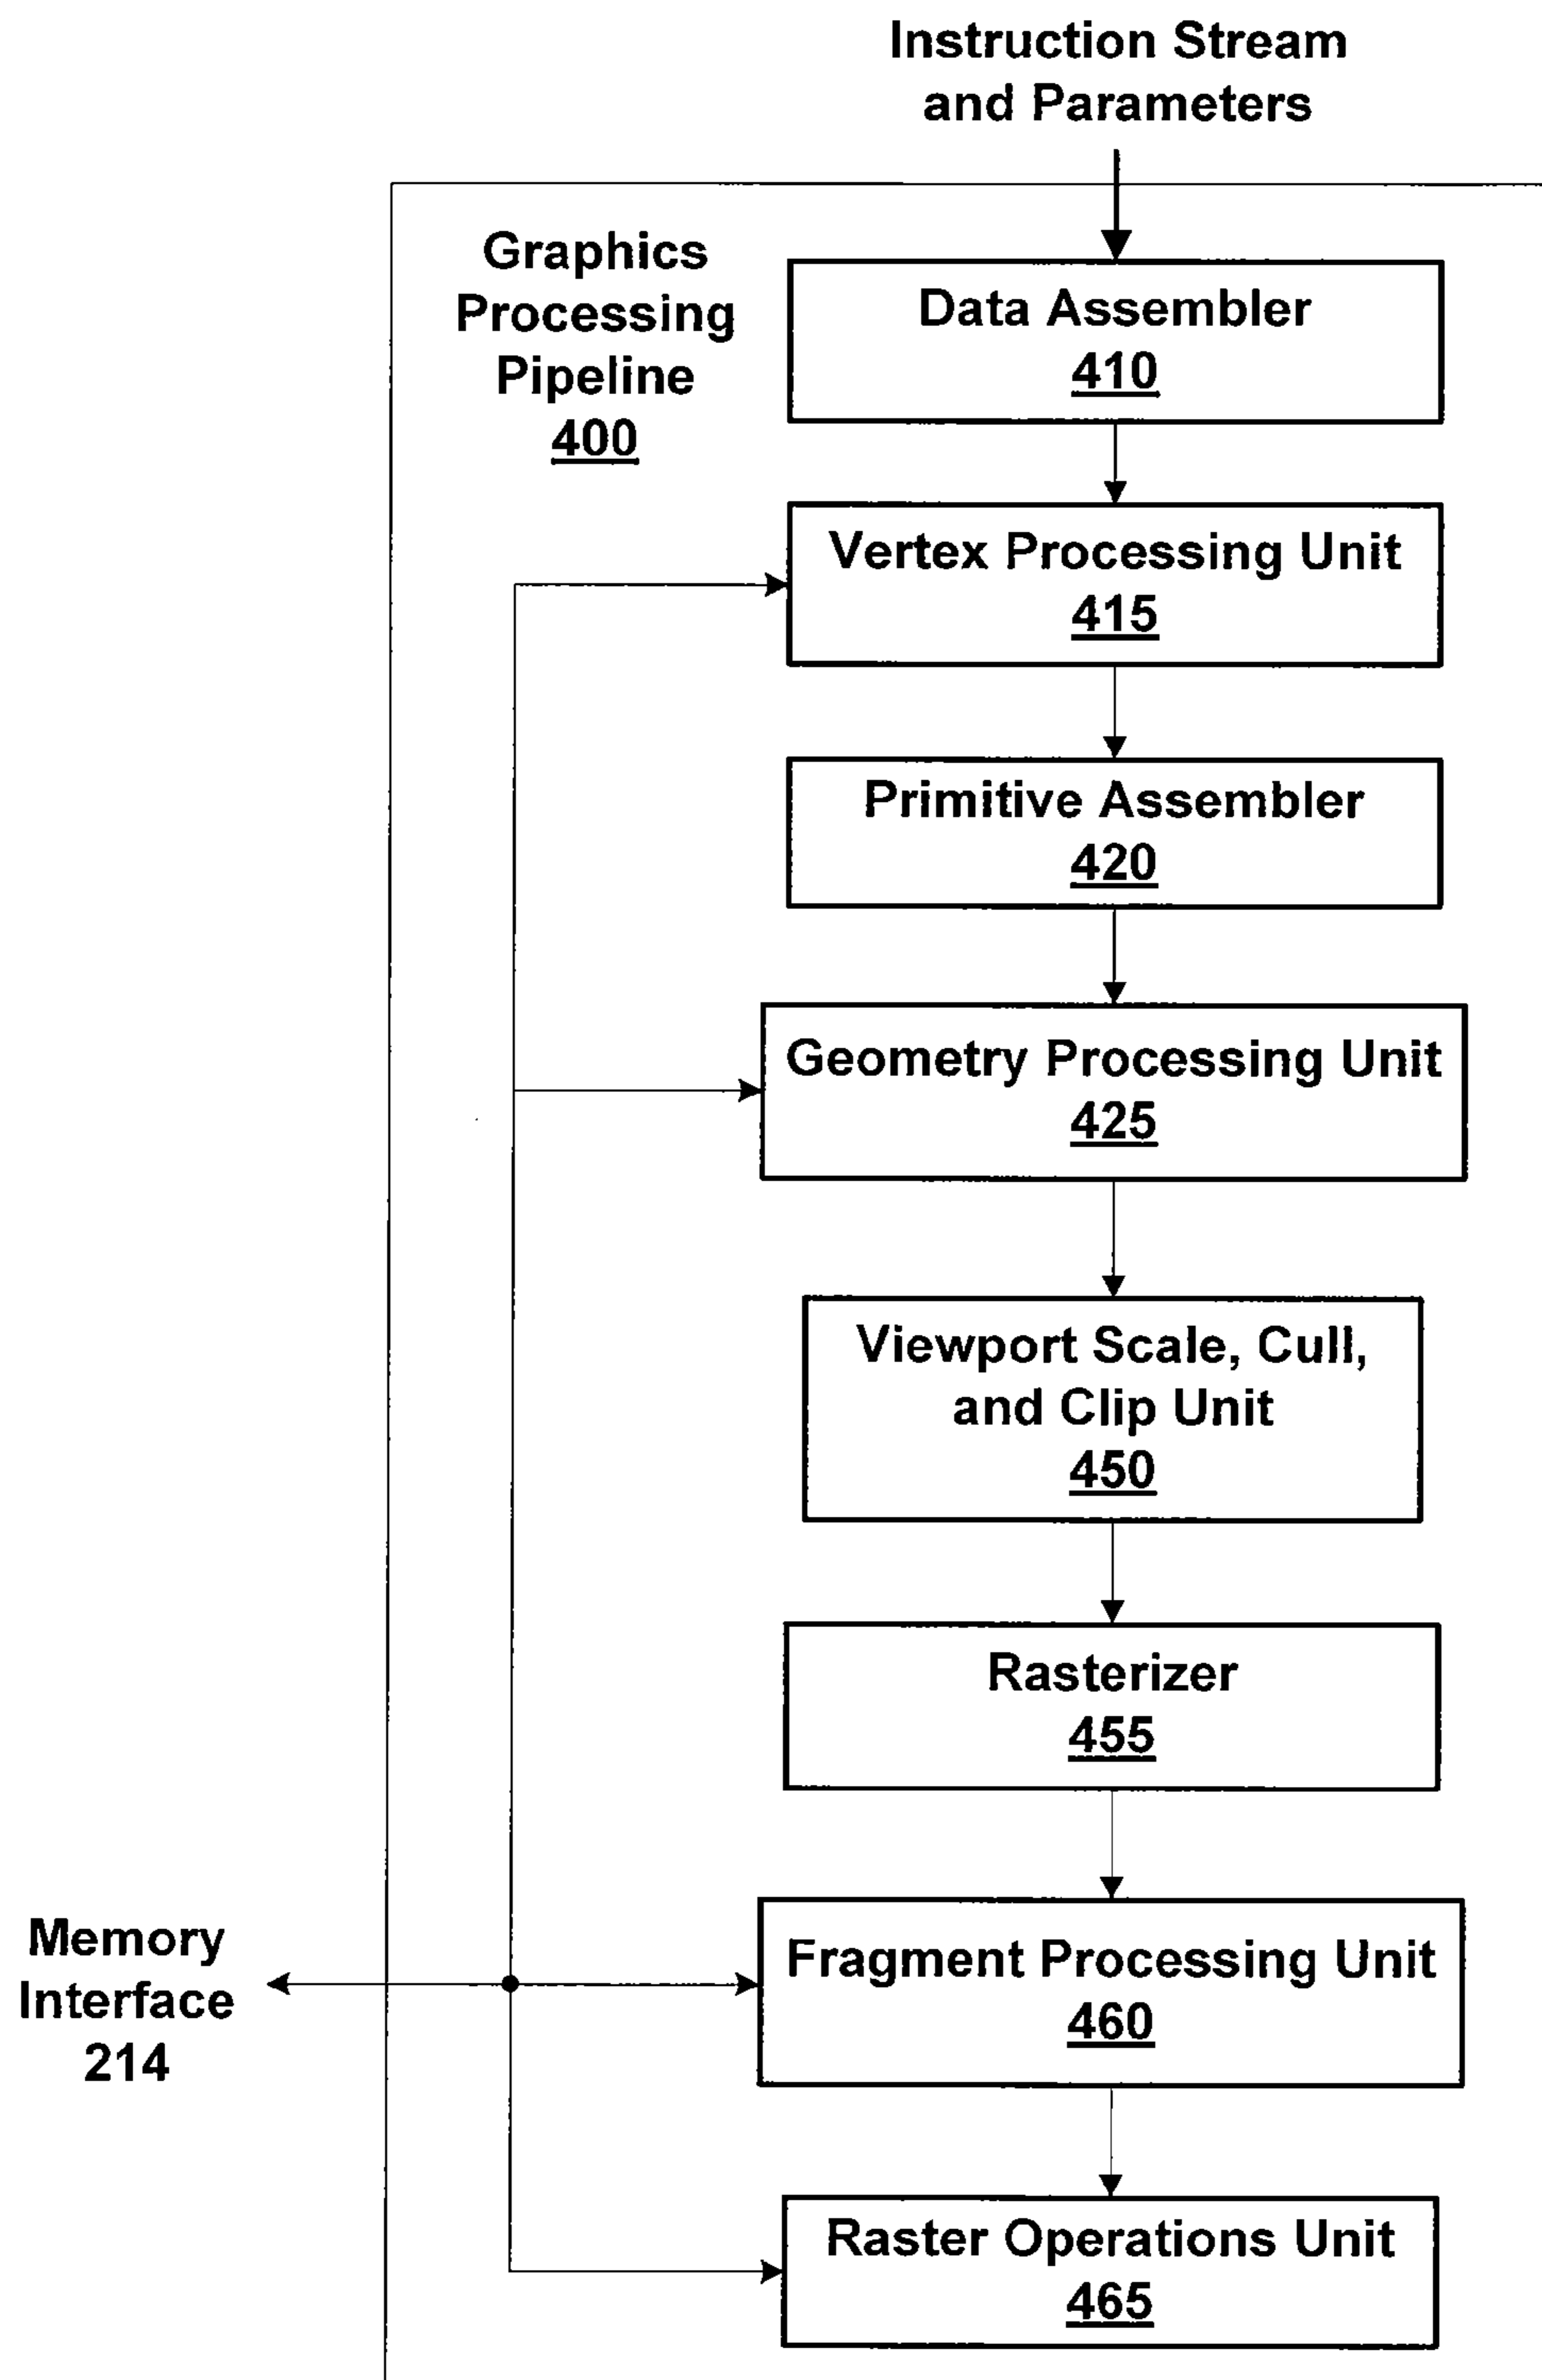 Instruction Stream
and Parameters
Graphics
Processing
Pipeline
400
Data Assembler
410
Vertex Processing Unit
415
Primitive Assembler
420
Geometry Processing Unit
425
Viewport Scale, Cull,
and Clip Unit
450
Rasterizer
455
Memory
Interface
214
Fragment Processing Unit
460
Raster Operations Unit
465